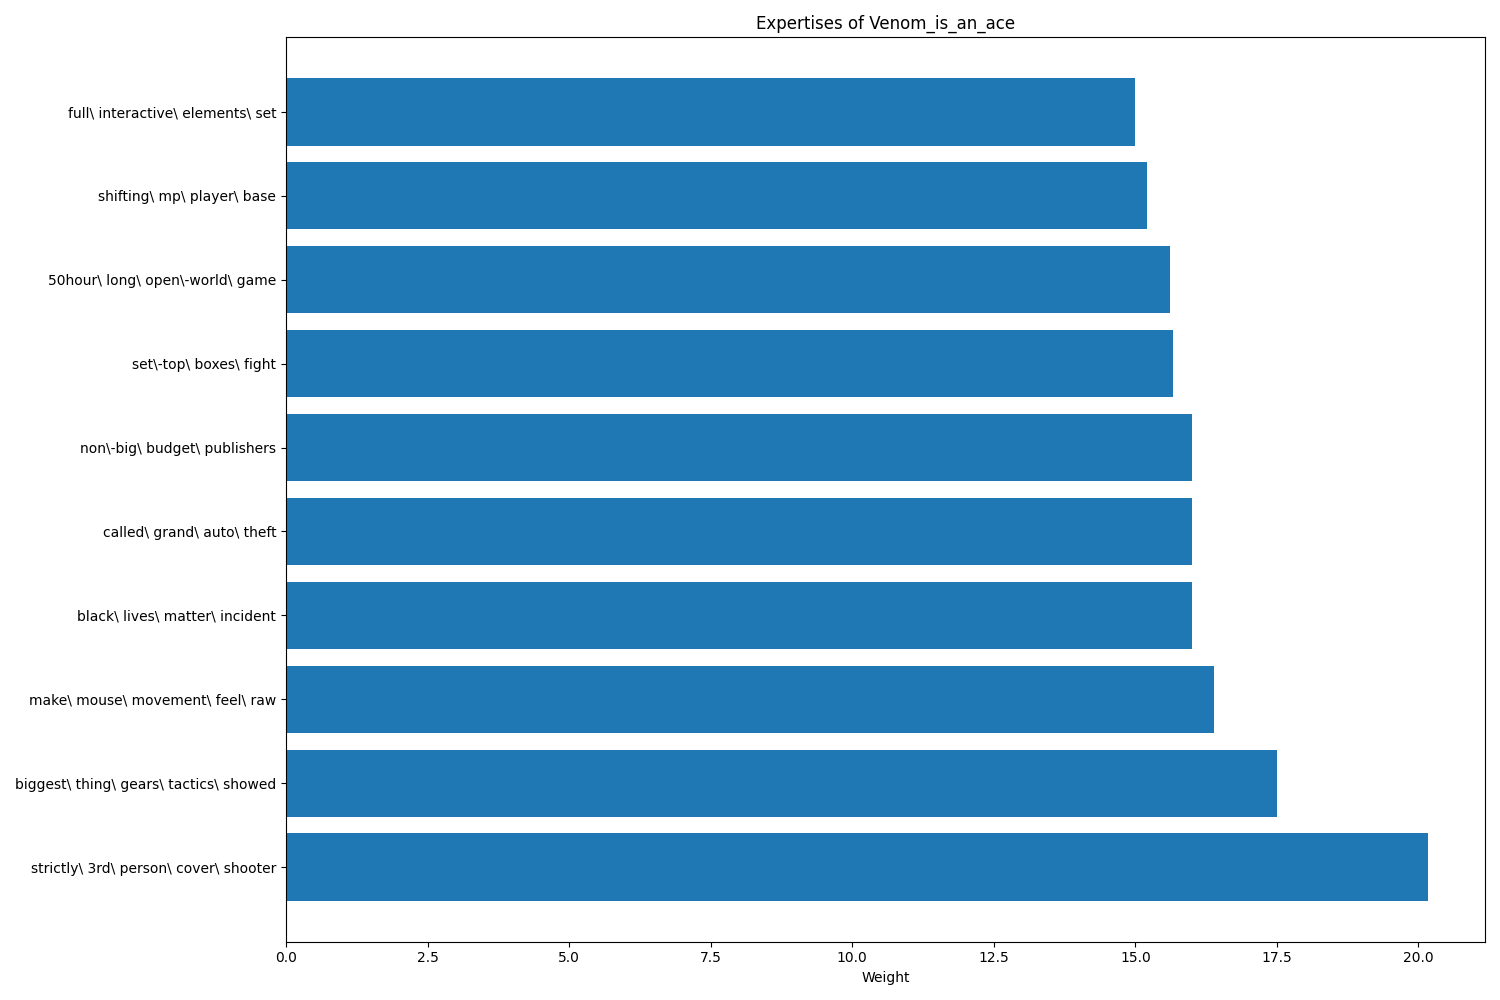 Expertises of Venom_is_an_ace
full\ interactive\ elements\ set
shifting\ mp\ player\ base
50hour\ long\ open\-world\ game
set\-top\ boxes\ fight
non\-big\ budget\ publishers
called\ grand\ auto\ theft
black\ lives\ matter\ incident
make\ mouse\ movement\ feel\ raw
biggest\ thing\ gears\ tactics\ showed
strictly\ 3rd\ person\ cover\ shooter
0.0 2.5 5.0 7.5 10.0 12.5 15.0 17.5 20.0
Weight